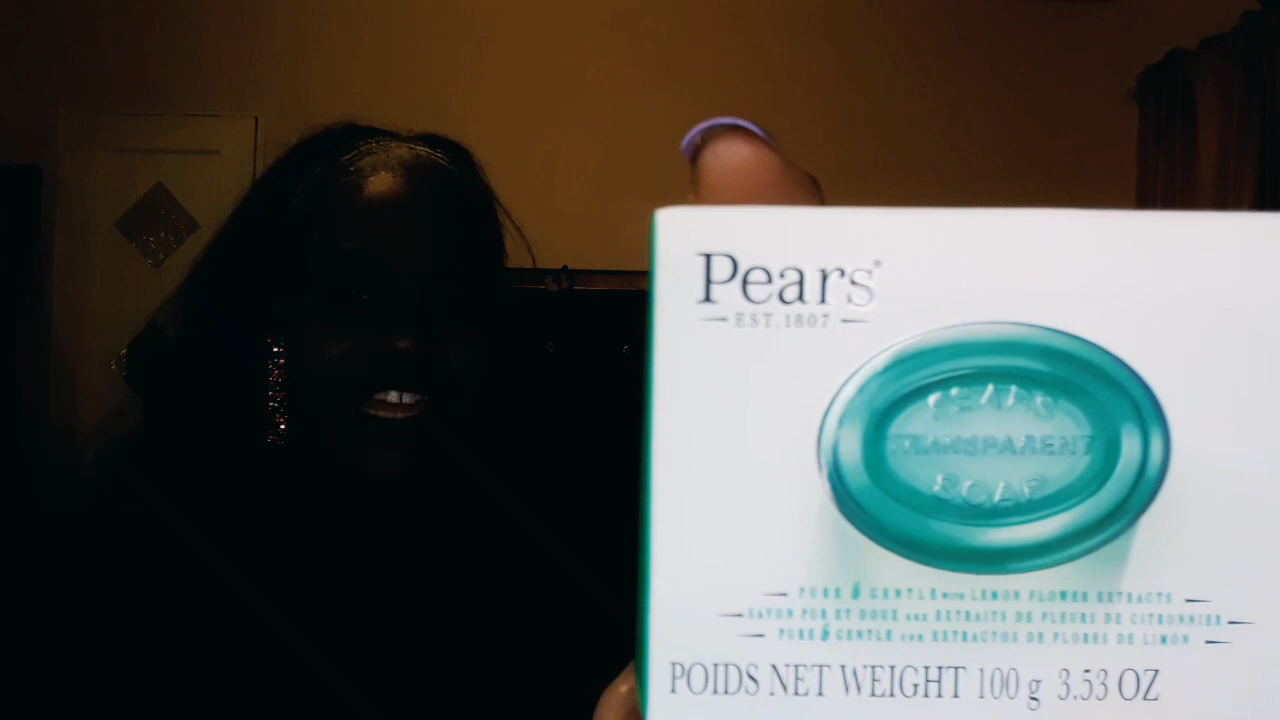 Pears®
EST. 1807
PEARS
TRANSPARENT
SOAP
PURE & GENTLE WITH LEMON FLOWER EXTRACTS
SAVON PUR ET DOUX aux EXTRAITS DE FLEURS DE CITRONNIER
PURE & GENTLE con EXTRACTOS DE FLORES DE LIMÓN
POIDS NET WEIGHT 100 g 3.53 OZ